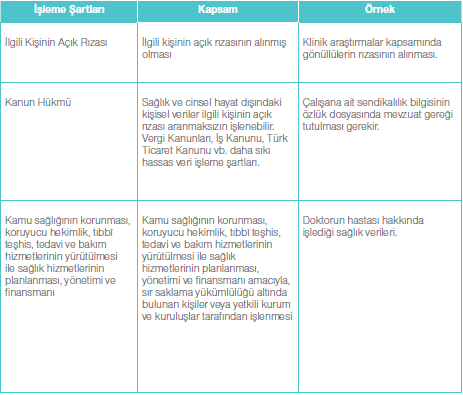 İşleme Şartları
Kapsam
Örnek
İlgili Kişinin Açık Rızası
İlgili kişinin açık rızasının alınmış
olması
Klinik araştırmalar kapsamında
gönüllülerin rızasının alınması.
Kanun Hükmü
Sağlık ve cinsel hayat dışındaki
kişisel veriler ilgili kişinin açık
rızası aranmaksızın işlenebilir.
Vergi Kanunları, İş Kanunu, Türk
Ticaret Kanunu vb. daha sıkı
hassas veri işleme şartları.
Çalışana ait sendikalılık bilgisinin
özlük dosyasında mevzuat gereği
tutulması gerekir.
Kamu sağlığının korunması,
koruyucu hekimlik, tıbbî
teşhis, tedavi ve bakım
hizmetlerinin yürütülmesi
ile sağlık hizmetlerinin
planlanması, yönetimi ve
finansmanı
Kamu sağlığının korunması,
koruyucu hekimlik, tıbbî teşhis,
tedavi ve bakım hizmetlerinin
yürütülmesi ile sağlık
hizmetlerinin planlanması,
yönetimi ve finansmanı amacıyla,
sır saklama yükümlülüğü altında
bulunan kişiler veya yetkili kurum
ve kuruluşlar tarafından işlenmesi
Doktorun hastası hakkında
işlediği sağlık verileri.